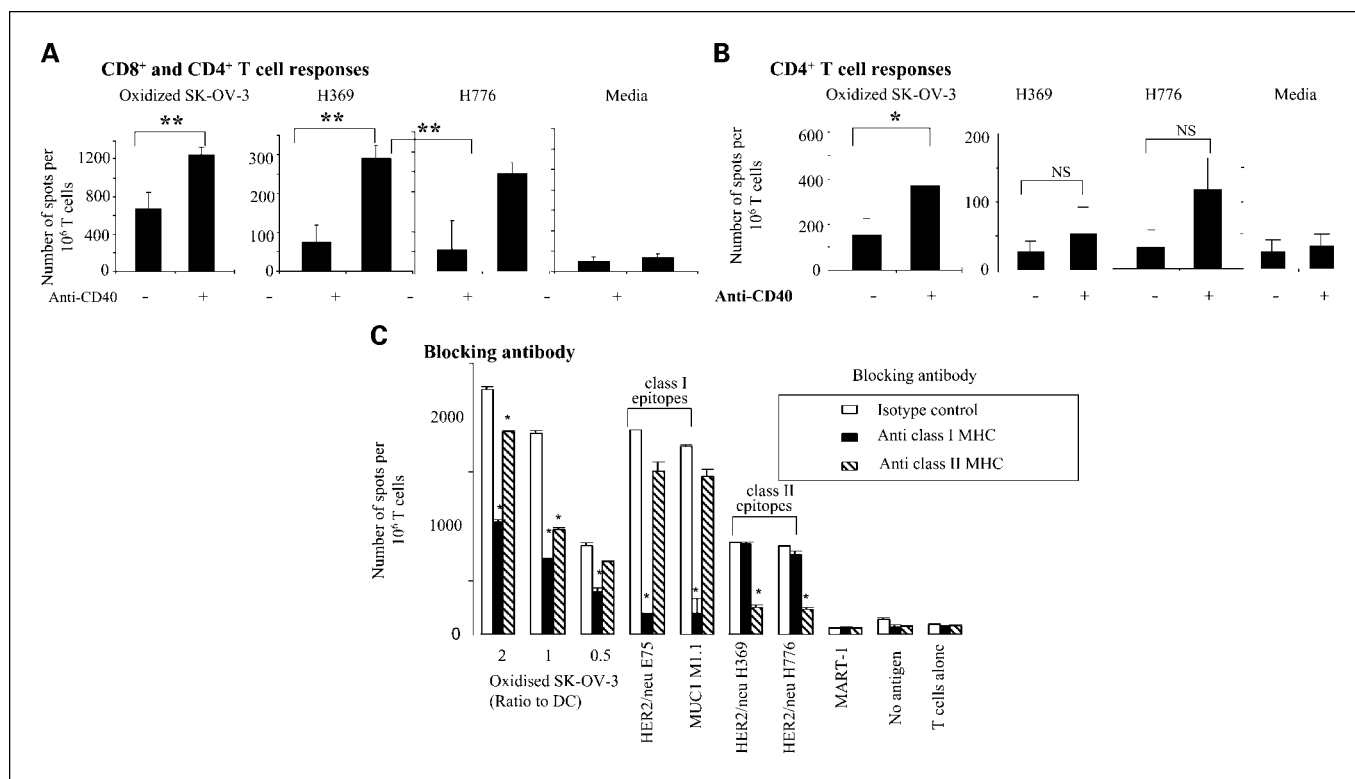 A
CD8+ and CD4+ T cell responses
Oxidized SK-OV-3 H369 H776 Media
** ** **
Number of spots per
10⁶ T cells
1200
800
400
0
300
200
100
0
Anti-CD40 - + - + - + - +
B
CD4+ T cell responses
Oxidized SK-OV-3 H369 H776 Media
* NS NS
Number of spots per
10⁶ T cells
600
400
200
0
200
100
0
Anti-CD40 - + - + - + - +
C
Blocking antibody
Number of spots per
10⁶ T cells
2000
1000
0
class I
epitopes
class II
epitopes
* * * * * * * * *
Blocking antibody
Isotype control
Anti class I MHC
Anti class II MHC
2 1 0.5
Oxidised SK-OV-3
(Ratio to DC)
HER2/neu E75
MUC1 M1.1
HER2/neu H369
HER2/neu H776
MART-1
No antigen
T cells alone